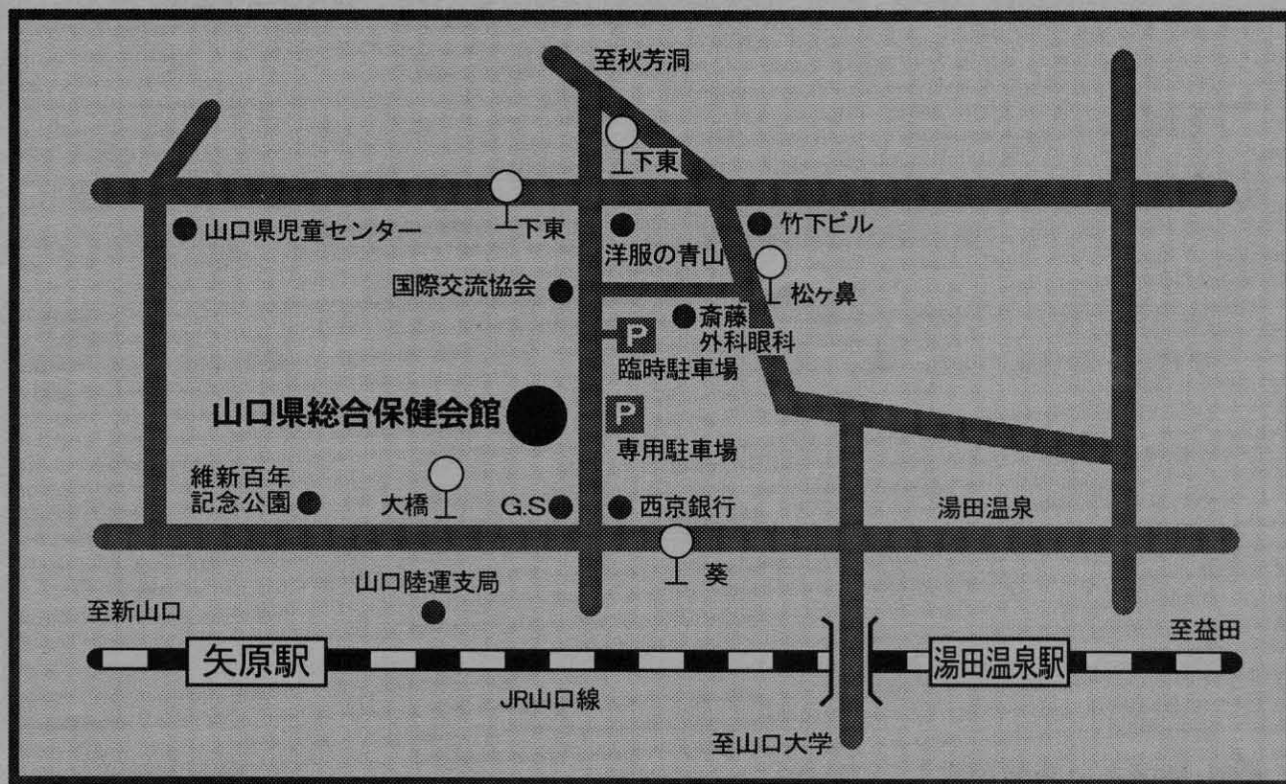 至秋芳洞
下東
山口県児童センター
下東
竹下ビル
洋服の青山
国際交流協会
松ヶ鼻
斎藤
外科眼科
P
臨時駐車場
山口県総合保健会館
P
専用駐車場
維新百年
記念公園
大橋
G.S
西京銀行
湯田温泉
葵
山口陸運支局
至新山口
至益田
矢原駅
湯田温泉駅
JR山口線
至山口大学